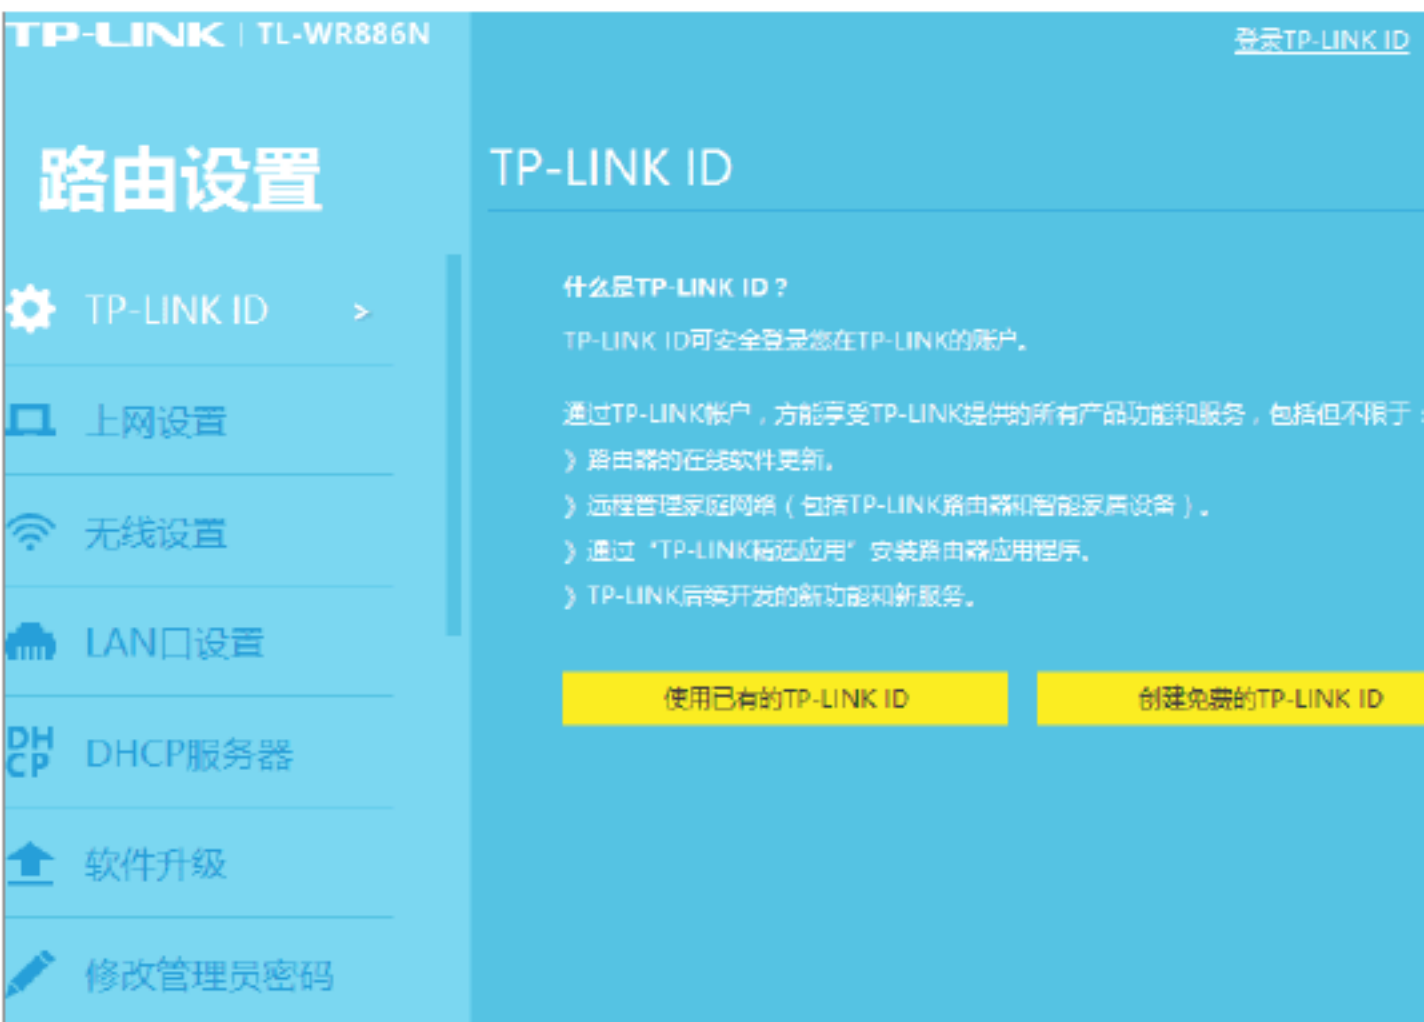 TP-LINK | TL-WR886N
登录TP-LINK ID
路由设置
TP-LINK ID >
上网设置
无线设置
LAN口设置
DH
CP
DHCP服务器
软件升级
修改管理员密码
TP-LINK ID
什么是TP-LINK ID？
TP-LINK ID可安全登录您在TP-LINK的账户。
通过TP-LINK帐户，方能享受TP-LINK提供的所有产品功能和服务，包括但不限于：
》路由器的在线软件更新。
》远程管理家庭网络（包括TP-LINK路由器和智能家居设备）。
》通过“TP-LINK精选应用”安装路由器应用程序。
》TP-LINK后续开发的新功能和新服务。
使用已有的TP-LINK ID
创建免费的TP-LINK ID